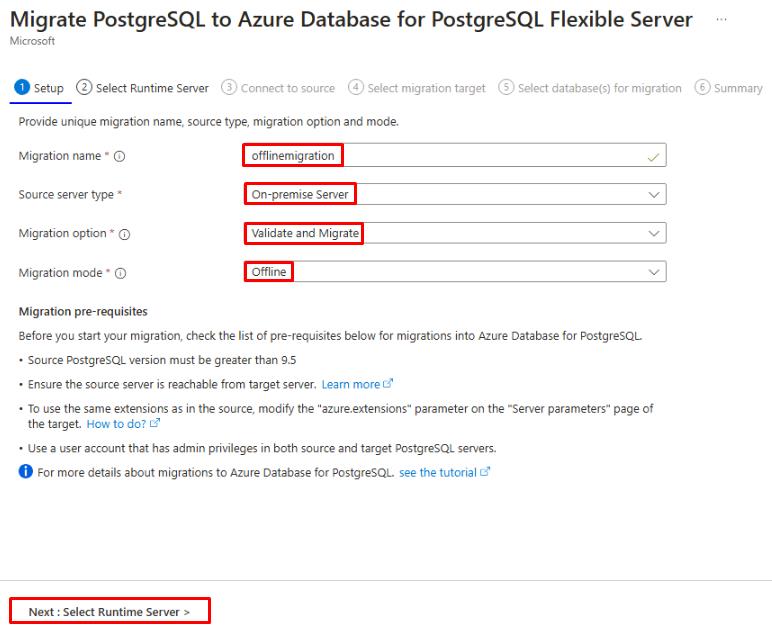 Migrate PostgreSQL to Azure Database for PostgreSQL Flexible Server ...
Microsoft
1 Setup 2 Select Runtime Server 3 Connect to source 4 Select migration target 5 Select database(s) for migration 6 Summary
Provide unique migration name, source type, migration option and mode.
Migration name * offlinemigration
Source server type * On-premise Server
Migration option * Validate and Migrate
Migration mode * Offline
Migration pre-requisites
Before you start your migration, check the list of pre-requisites below for migrations into Azure Database for PostgreSQL.
• Source PostgreSQL version must be greater than 9.5
• Ensure the source server is reachable from target server. Learn more
• To use the same extensions as in the source, modify the "azure.extensions" parameter on the "Server parameters" page of
the target. How to do?
• Use a user account that has admin privileges in both source and target PostgreSQL servers.
For more details about migrations to Azure Database for PostgreSQL. see the tutorial
Next : Select Runtime Server >